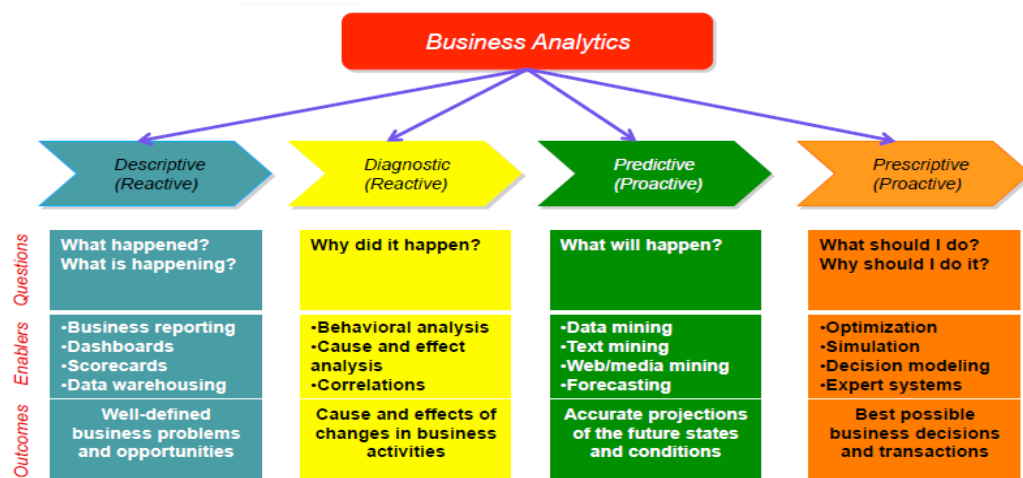 Business Analytics
Descriptive
(Reactive)
Diagnostic
(Reactive)
Predictive
(Proactive)
Prescriptive
(Proactive)
Questions
What happened?
What is happening?
Why did it happen?
What will happen?
What should I do?
Why should I do it?
Enablers
•Business reporting
•Dashboards
•Scorecards
•Data warehousing
•Behavioral analysis
•Cause and effect
analysis
•Correlations
•Data mining
•Text mining
•Web/media mining
•Forecasting
•Optimization
•Simulation
•Decision modeling
•Expert systems
Outcomes
Well-defined
business problems
and opportunities
Cause and effects of
changes in business
activities
Accurate projections
of the future states
and conditions
Best possible
business decisions
and transactions